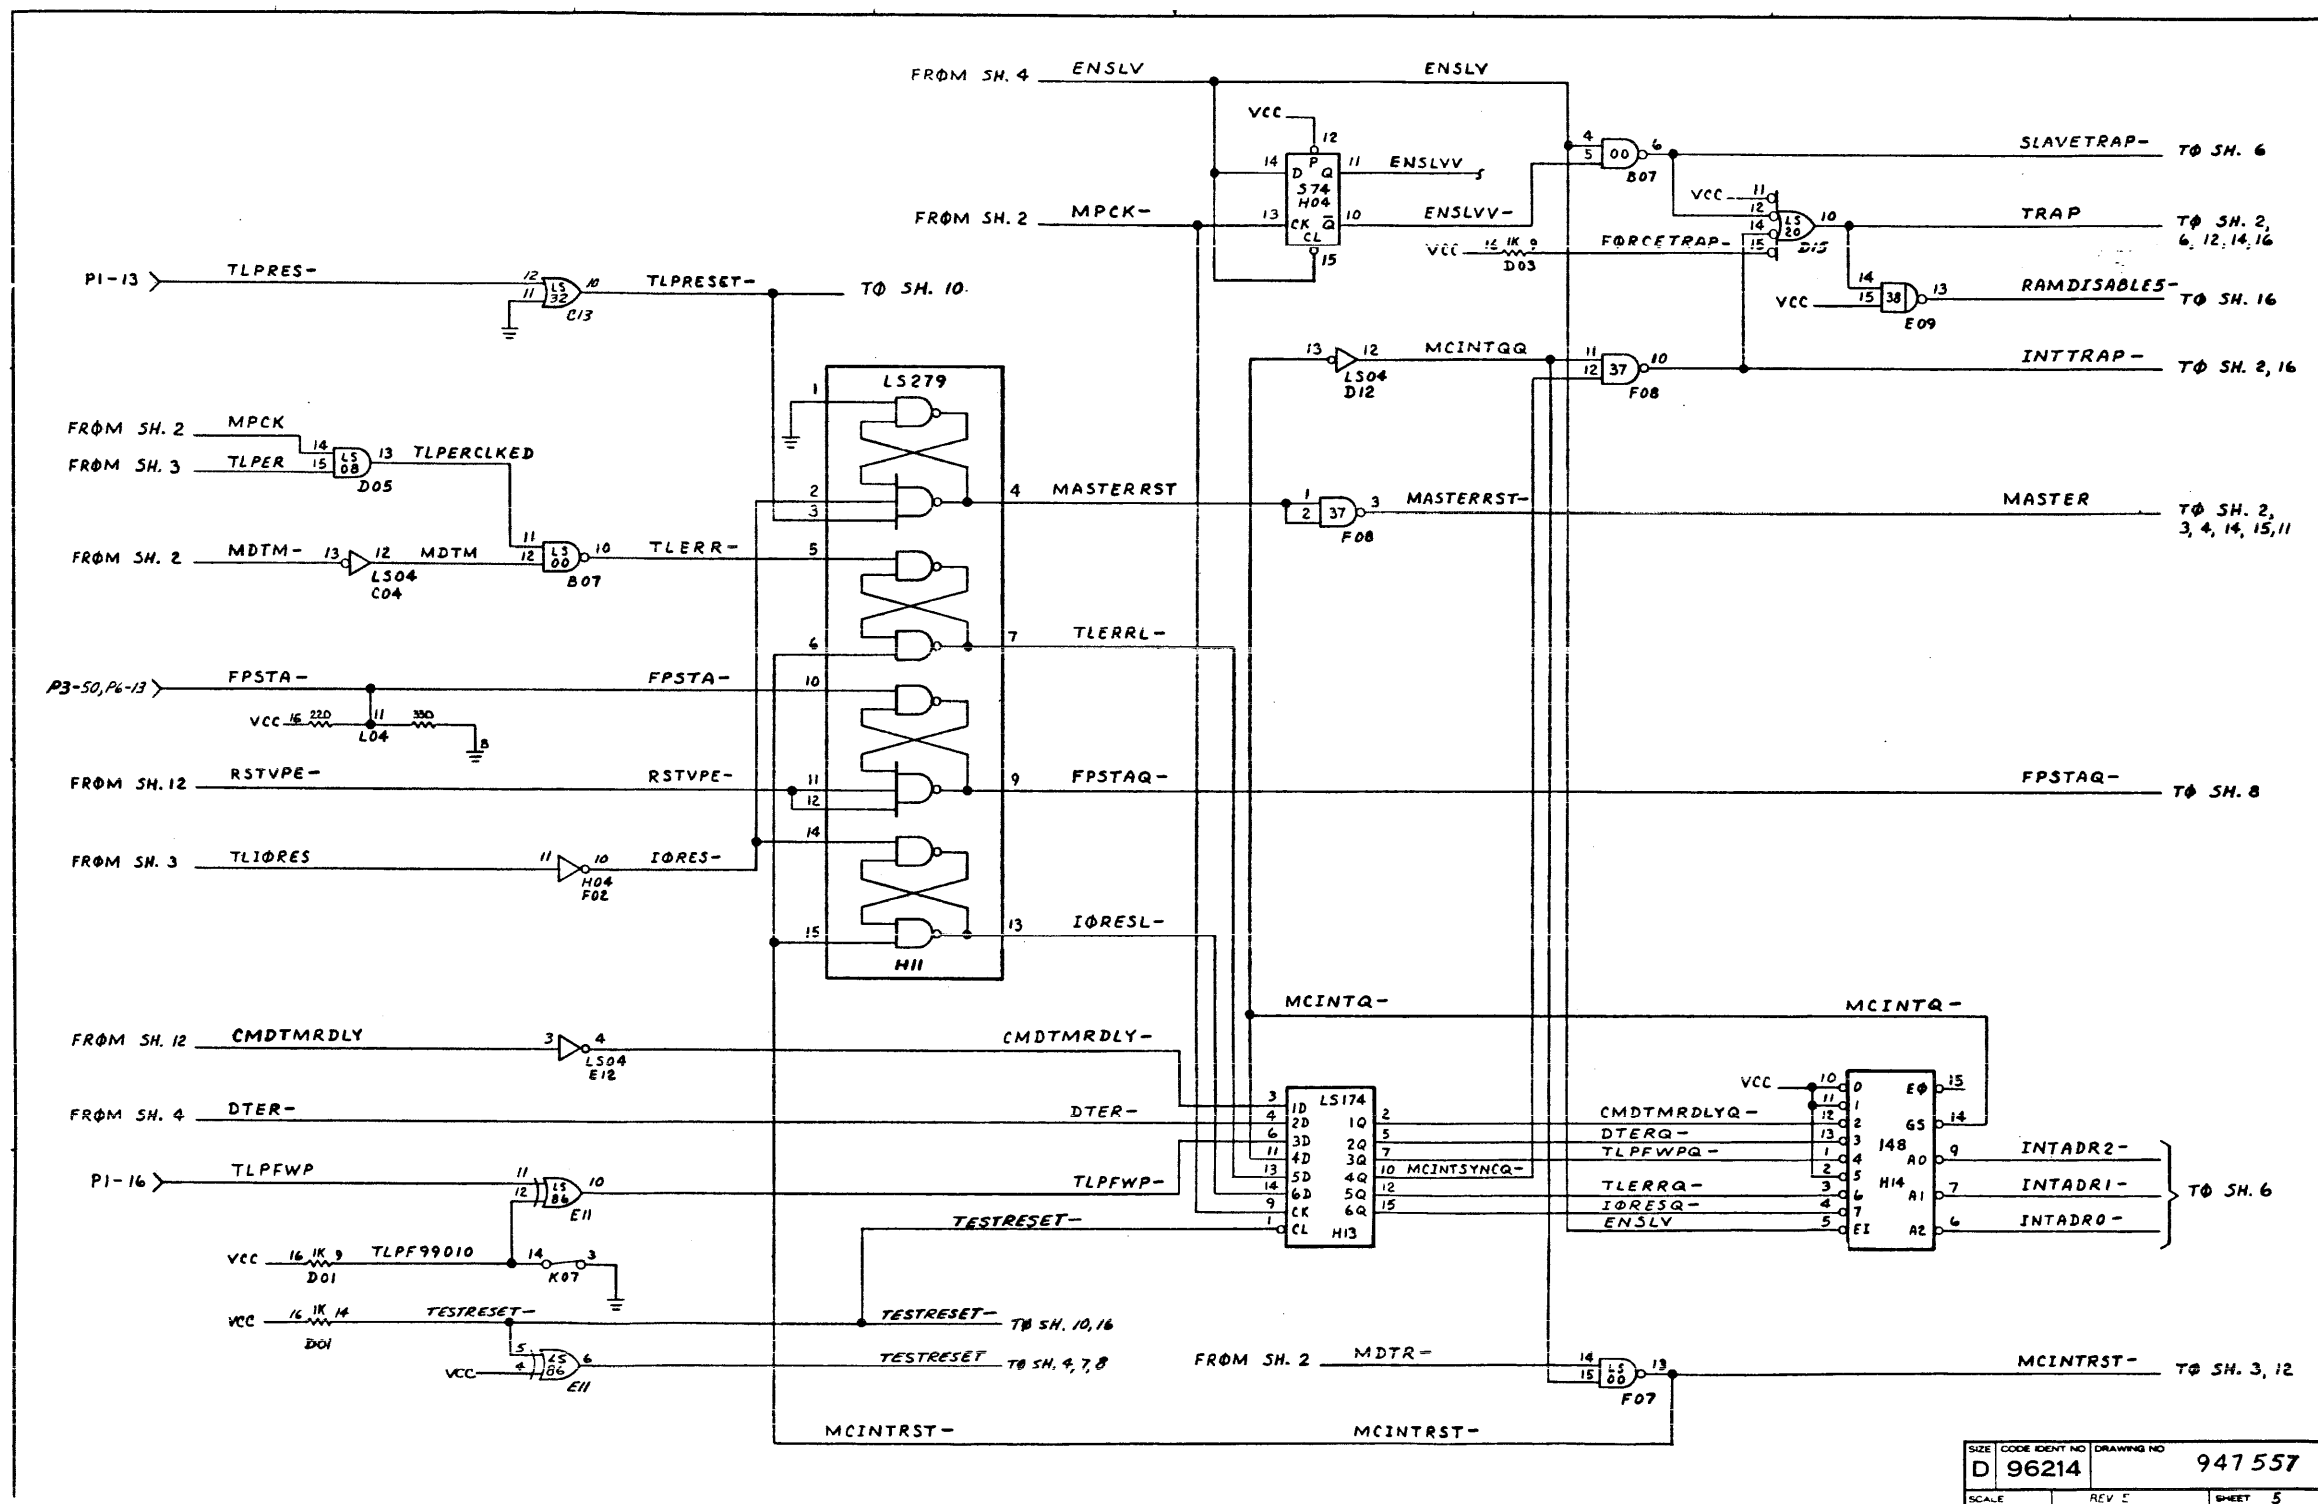 FRØM SH. 4 ENSLV ENSLV
VCC 12
14 D P Q 11 ENSLVV
S74
H04
FRØM SH. 2 MPCK- 13 CK Q 10 ENSLVV-
CL
15
4 5 00 6 B07
SLAVETRAP- TØ SH. 6
VCC 11
12
14
15 LS 20 10 D15
TRAP TØ SH. 2,
6, 12, 14, 16
VCC 16 1K 9 FØRCETRAP-
D03
14
VCC 15 38 13 E09
RAMDISABLE5- TØ SH. 16
P1-13 TLPRES- 12
11 LS 32 10 C13
TLPRESET- TØ SH. 10
13 12 MCINTQQ
LS04
D12
11
12 37 10 F08
INTTRAP- TØ SH. 2, 16
LS279
1
FRØM SH. 2 MPCK 14
FRØM SH. 3 TLPER 15 LS 08 13 TLPERCLKED
D05
2
3
4 MASTERRST
1
2 37 3 MASTERRST-
F08
MASTER TØ SH. 2,
3, 4, 14, 15, 11
FRØM SH. 2 MDTM- 13 12 MDTM
LS04
C04
11
12 LS 00 10 B07
TLERR- 5
6
7 TLERRL-
P3-50, P6-13 FPSTA- FPSTA- 10
VCC 16 220 11 330 8
L04
FRØM SH. 12 RSTVPE- RSTVPE- 11
12
9 FPSTAQ- FPSTAQ- TØ SH. 8
FRØM SH. 3 TLIØRES 11 10 IØRES-
H04
F02
14
15
13 IØRESL-
H11
MCINTQ- MCINTQ-
FRØM SH. 12 CMDTMRDLY 3 4 CMDTMRDLY-
LS04
E12
FRØM SH. 4 DTER- DTER-
P1-16 TLPFWP 11
12 LS 86 10 TLPFWP-
E11
LS174
3 1D 1Q 2 CMDTMRDLYQ-
4 2D 2Q 5 DTERQ-
6 3D 3Q 7 TLPFWPQ-
11 4D 4Q 10 MCINTSYNCQ-
13 5D 5Q 12 TLERRQ-
14 6D 6Q 15 IØRESQ-
9 CK
1 CL
H13
ENSLV
VCC 10 0 EØ 15
11 1
12 2 GS 14
13 3
148
1 4 A0 9 INTADR2-
2 5
H14
3 6 A1 7 INTADR1-
4 7
5 EI A2 6 INTADR0-
TØ SH. 6
TESTRESET-
VCC 16 1K 9 TLPF99010 14 3
D01 K07
VCC 16 1K 14 TESTRESET- TESTRESET- TØ SH. 10, 16
D01
5
VCC 4 LS 86 6 TESTRESET TØ SH. 4, 7, 8
E11
FRØM SH. 2 MDTR- 14
15 LS 00 13 F07
MCINTRST- TØ SH. 3, 12
MCINTRST- MCINTRST-
SIZE CODE IDENT NO DRAWING NO
D 96214 947557
SCALE REV E SHEET 5